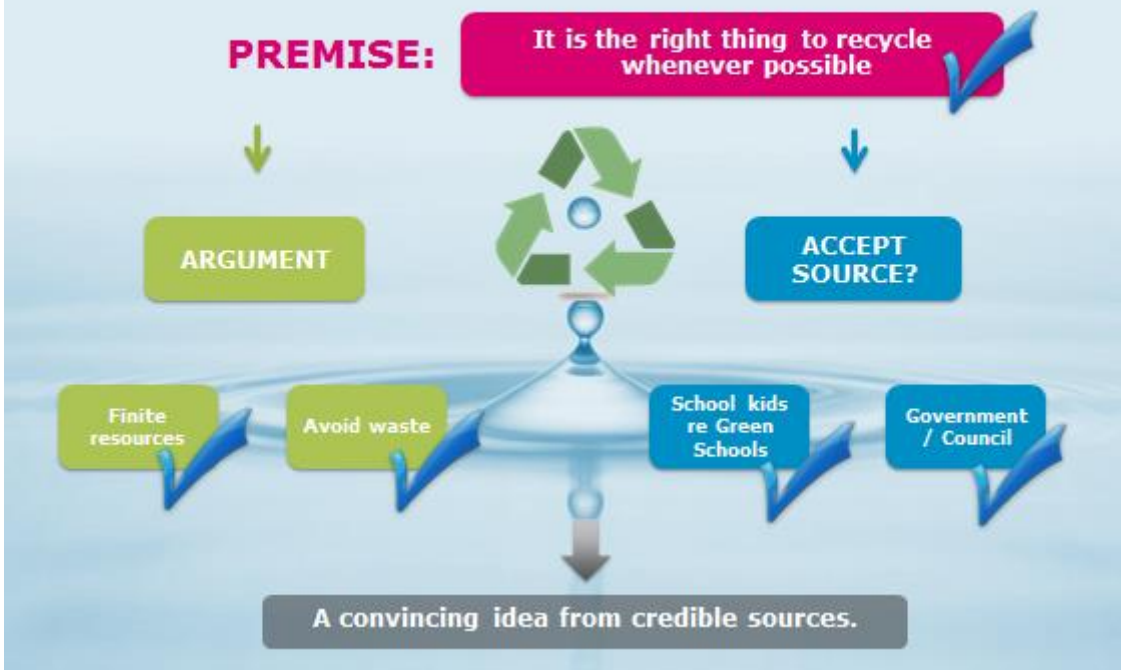 PREMISE:
It is the right thing to recycle
whenever possible
ARGUMENT
ACCEPT
SOURCE?
Finite
resources
Avoid waste
School kids
re Green
Schools
Government
/ Council
A convincing idea from credible sources.